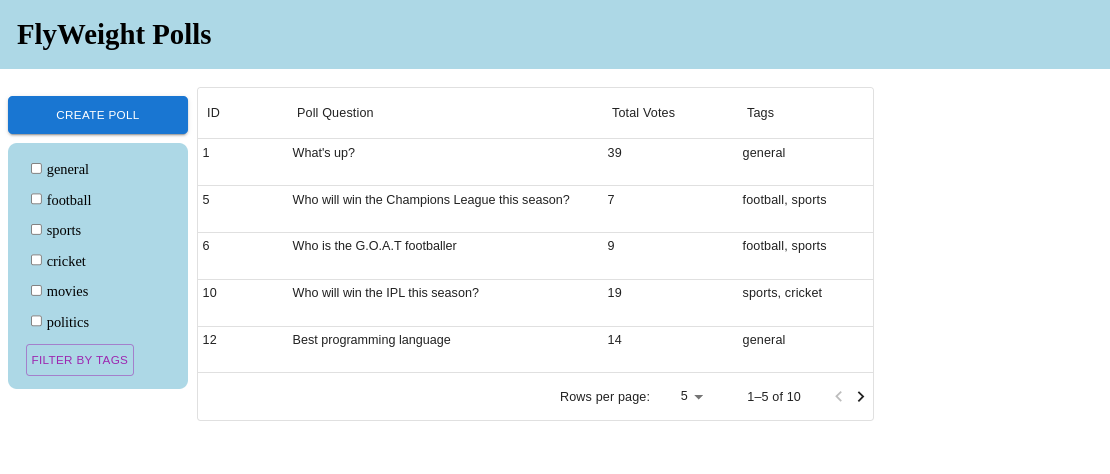 FlyWeight Polls
CREATE POLL
general
football
sports
cricket
movies
politics
FILTER BY TAGS
ID Poll Question Total Votes Tags
1 What's up? 39 general
5 Who will win the Champions League this season? 7 football, sports
6 Who is the G.O.A.T footballer 9 football, sports
10 Who will win the IPL this season? 19 sports, cricket
12 Best programming language 14 general
Rows per page: 5 1–5 of 10